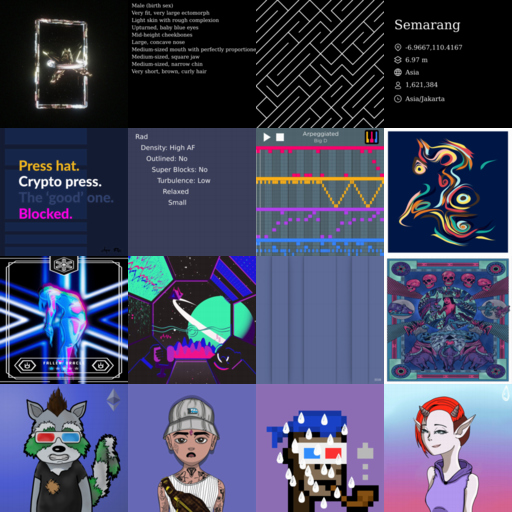 Male (birth sex)
Very fit, very large ectomorph
Light skin with rough complexion
Upturned, baby blue eyes
Mid-height cheekbones
Large, concave nose
Medium-sized mouth with perfectly proportione
Medium-sized, square jaw
Medium-sized, narrow chin
Very short, brown, curly hair
Semarang
-6.9667,110.4167
6.97 m
Asia
1,621,384
Asia/Jakarta
Press hat.
Crypto press.
The 'good' one.
Blocked.
Rad
Density: High AF
Outlined: No
Super Blocks: No
Turbulence: Low
Relaxed
Small
Arpeggiated
FALLEN